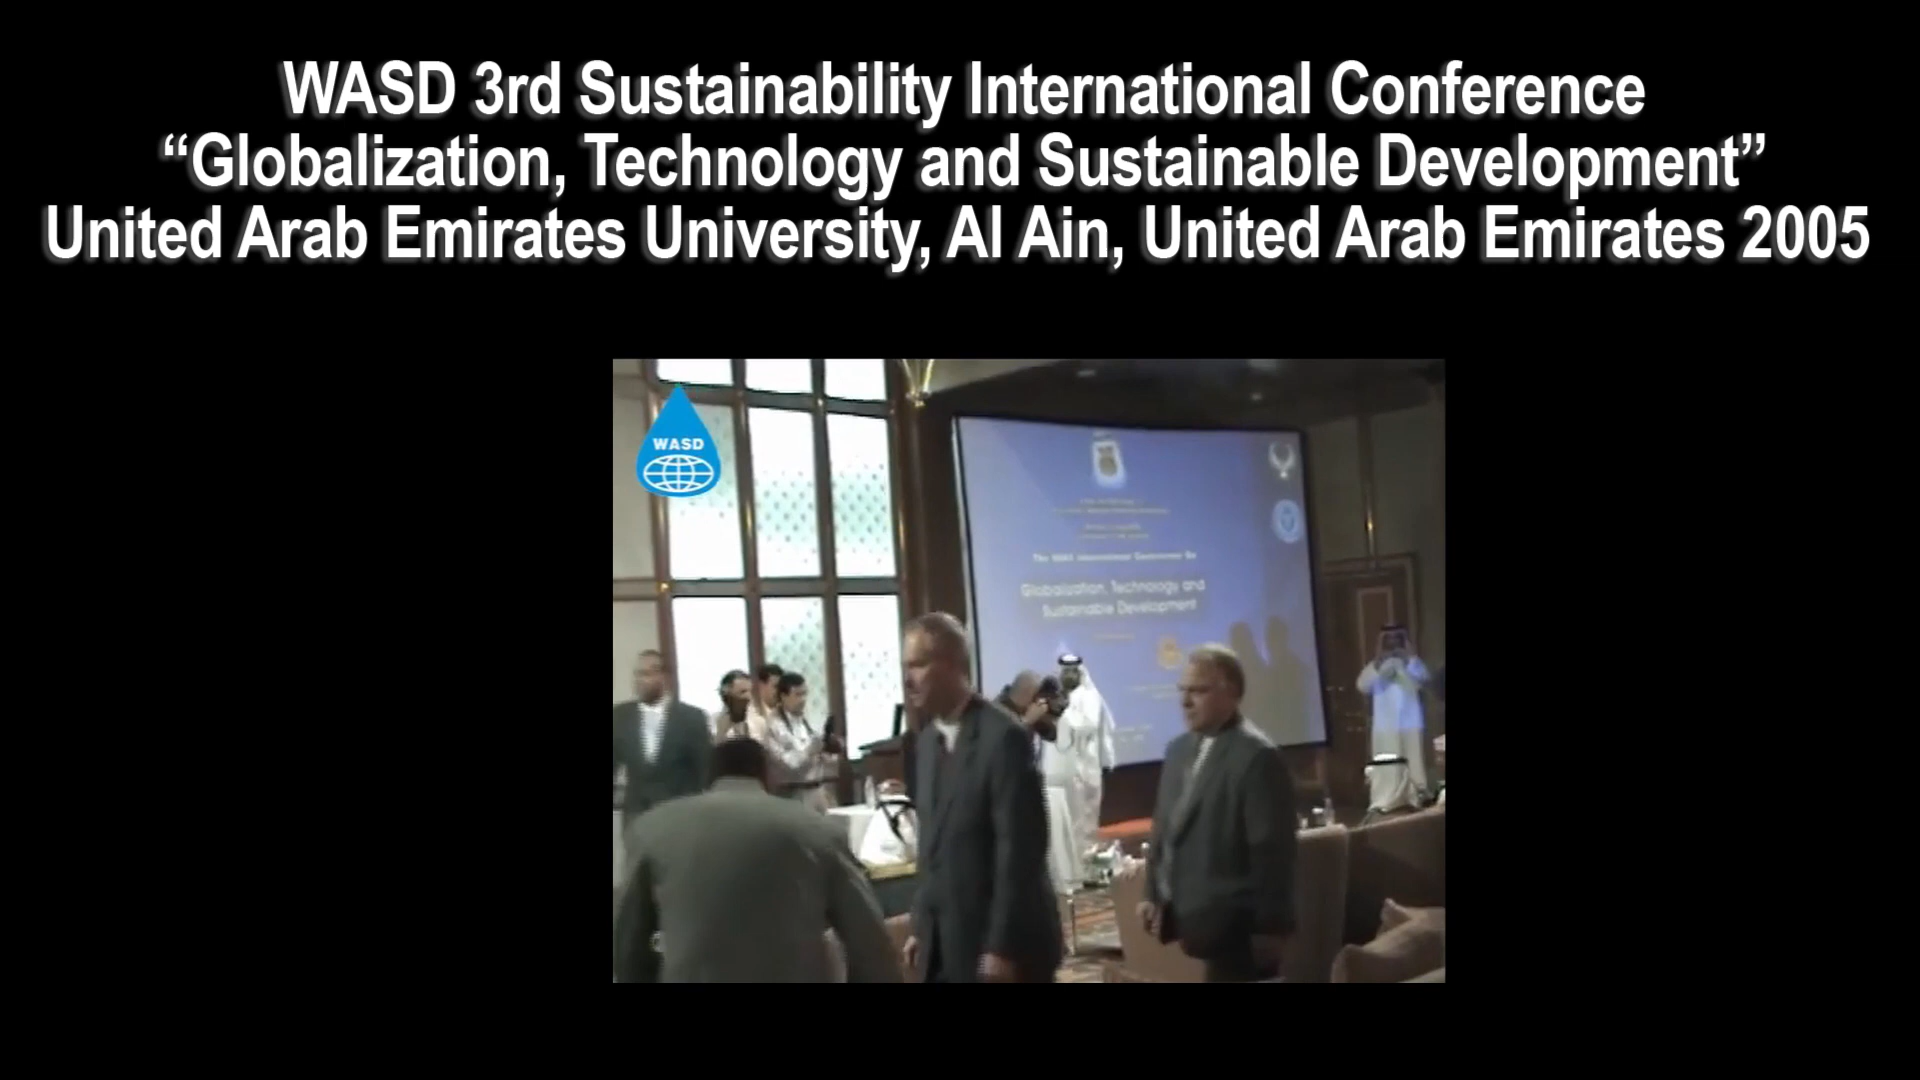 WASD 3rd Sustainability International Conference
“Globalization, Technology and Sustainable Development”
United Arab Emirates University, Al Ain, United Arab Emirates 2005
WASD
Globalization, Technology and
Sustainable Development